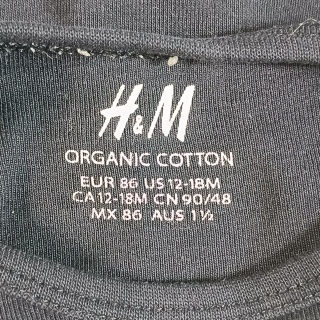 H&M
ORGANIC COTTON
EUR 86 US 12-18M
CA 12-18M CN 90/48
MX 86 AUS 1½